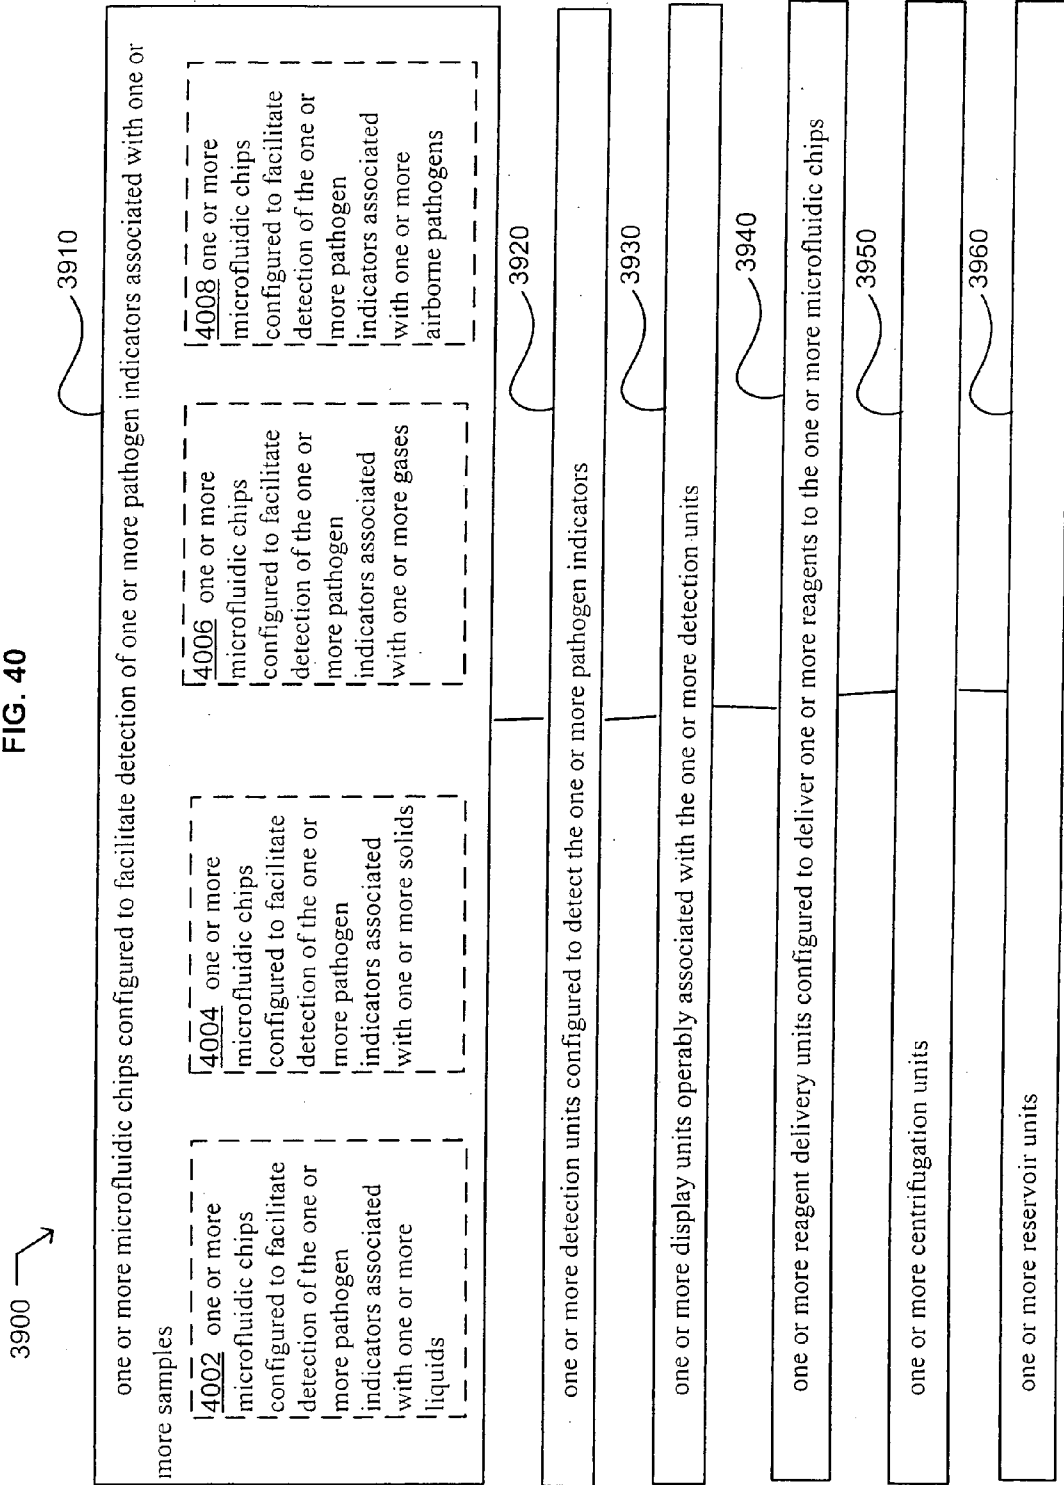 FIG. 40
3900
3910
one or more microfluidic chips configured to facilitate detection of one or more pathogen indicators associated with one or
more samples
4002 one or more
microfluidic chips
configured to facilitate
detection of the one or
more pathogen
indicators associated
with one or more
liquids
4004 one or more
microfluidic chips
configured to facilitate
detection of the one or
more pathogen
indicators associated
with one or more solids
4006 one or more
microfluidic chips
configured to facilitate
detection of the one or
more pathogen
indicators associated
with one or more gases
4008 one or more
microfluidic chips
configured to facilitate
detection of the one or
more pathogen
indicators associated
with one or more
airborne pathogens
3920
one or more detection units configured to detect the one or more pathogen indicators
3930
one or more display units operably associated with the one or more detection units
3940
one or more reagent delivery units configured to deliver one or more reagents to the one or more microfluidic chips
3950
one or more centrifugation units
3960
one or more reservoir units